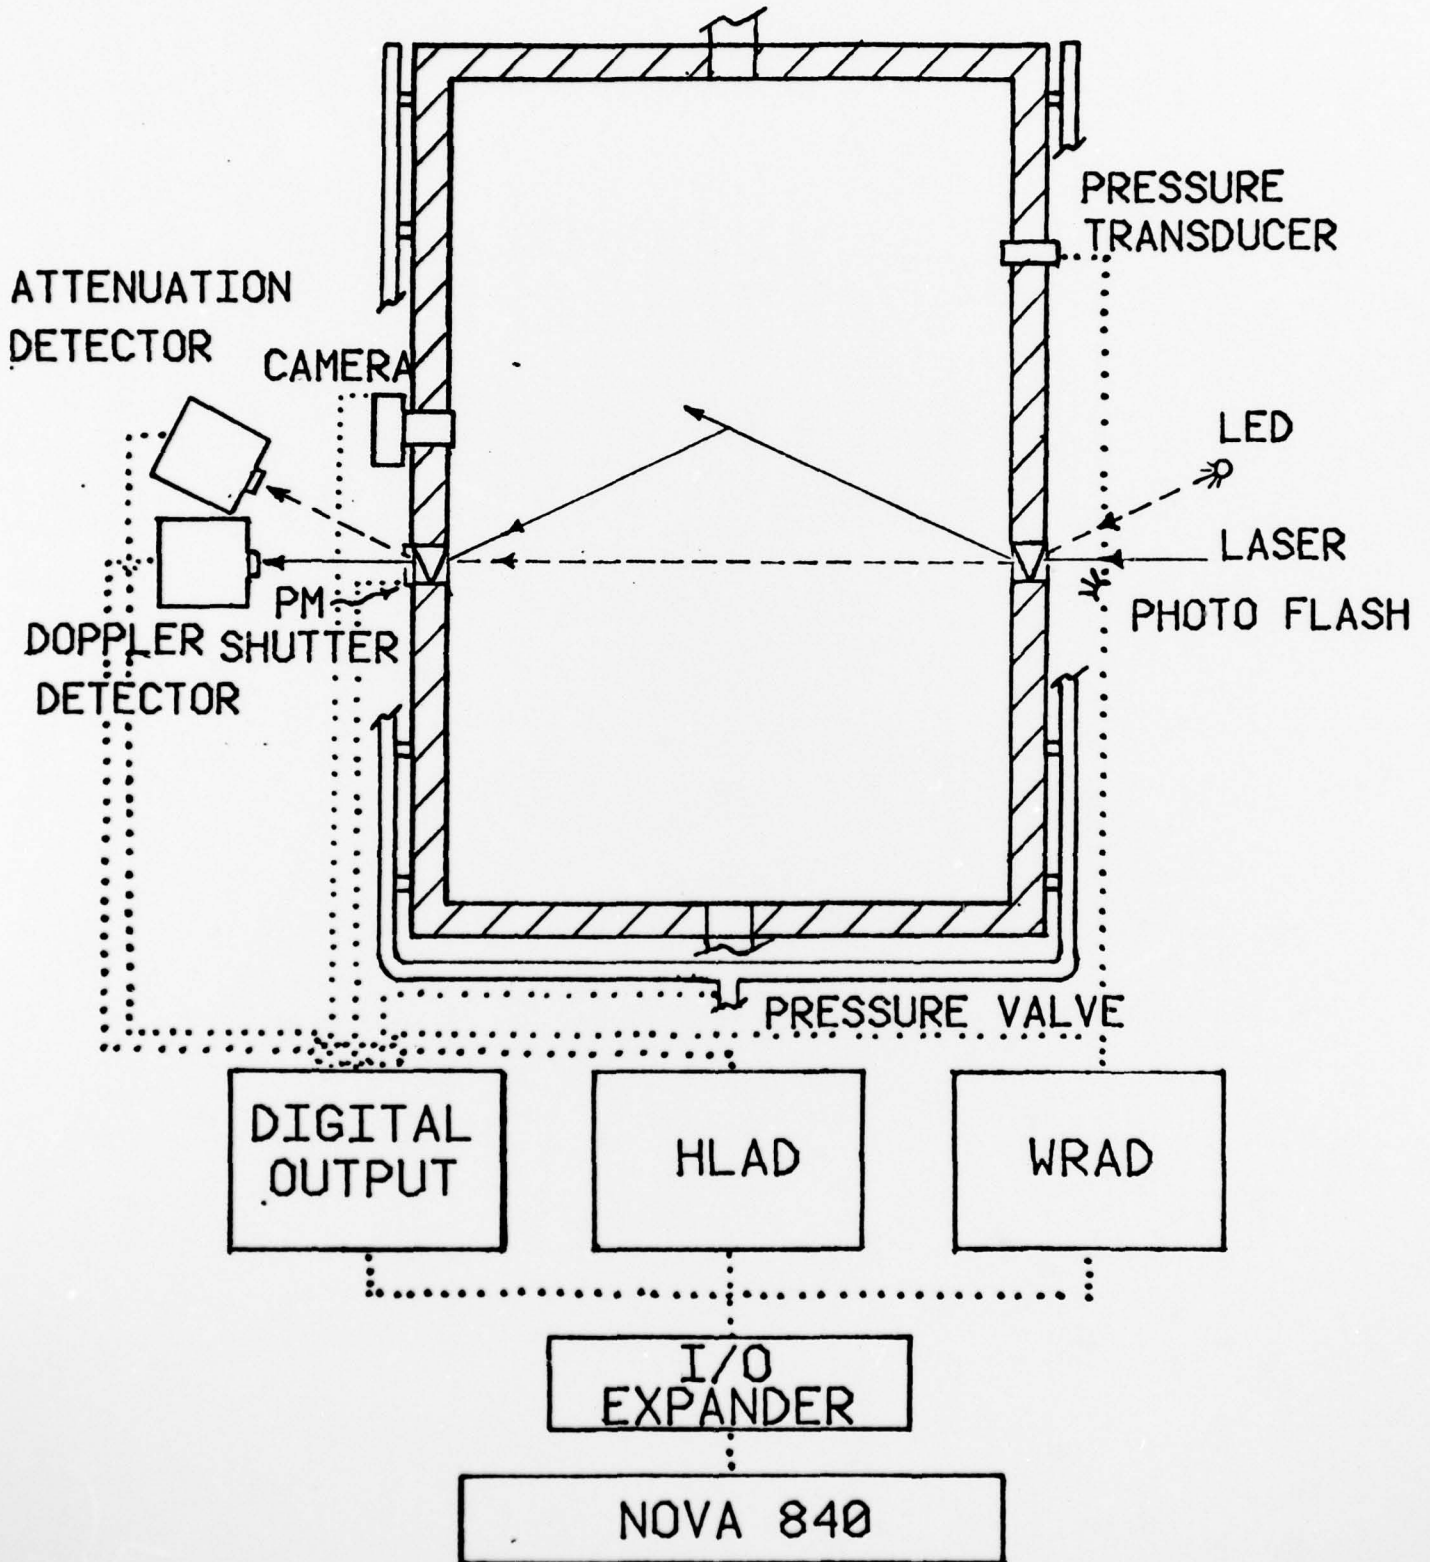 PRESSURE
TRANSDUCER
ATTENUATION
DETECTOR
CAMERA
LED
LASER
PHOTO FLASH
PM
SHUTTER
DOPPLER
DETECTOR
PRESSURE VALVE
DIGITAL
OUTPUT
HLAD
WRAD
I/O
EXPANDER
NOVA 840